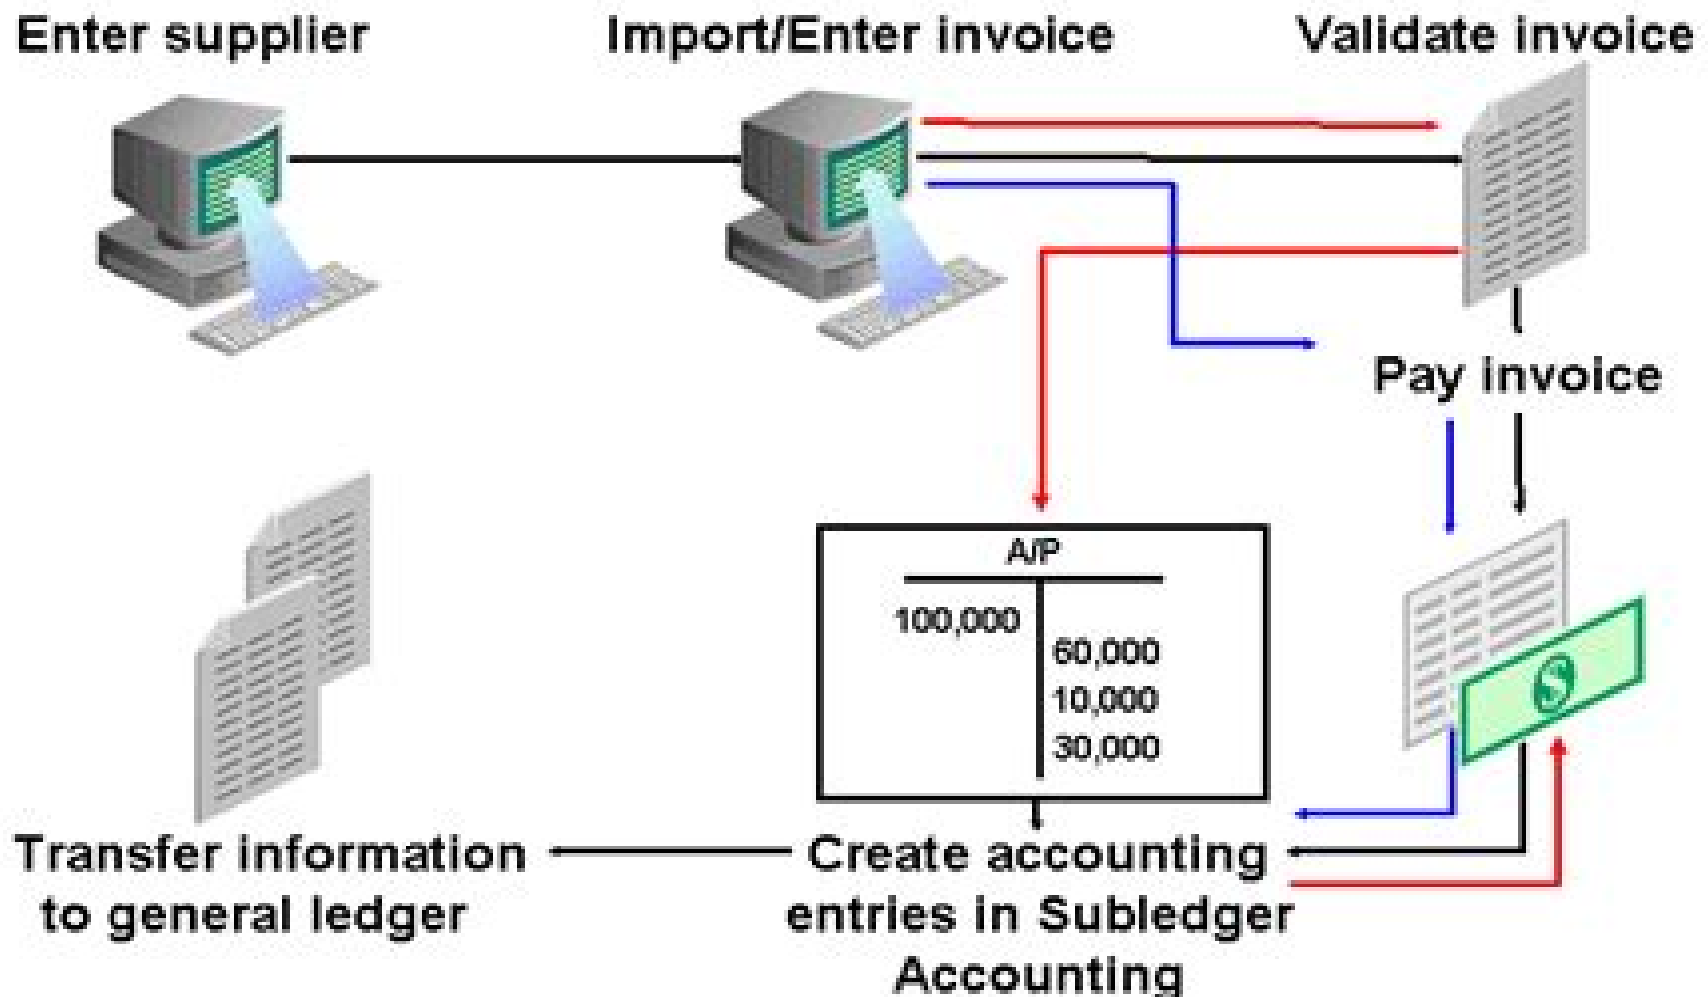 Enter supplier
Import/Enter invoice
Validate invoice
Pay invoice
A/P
100,000
60,000
10,000
30,000
$
Transfer information
to general ledger
Create accounting
entries in Subledger
Accounting